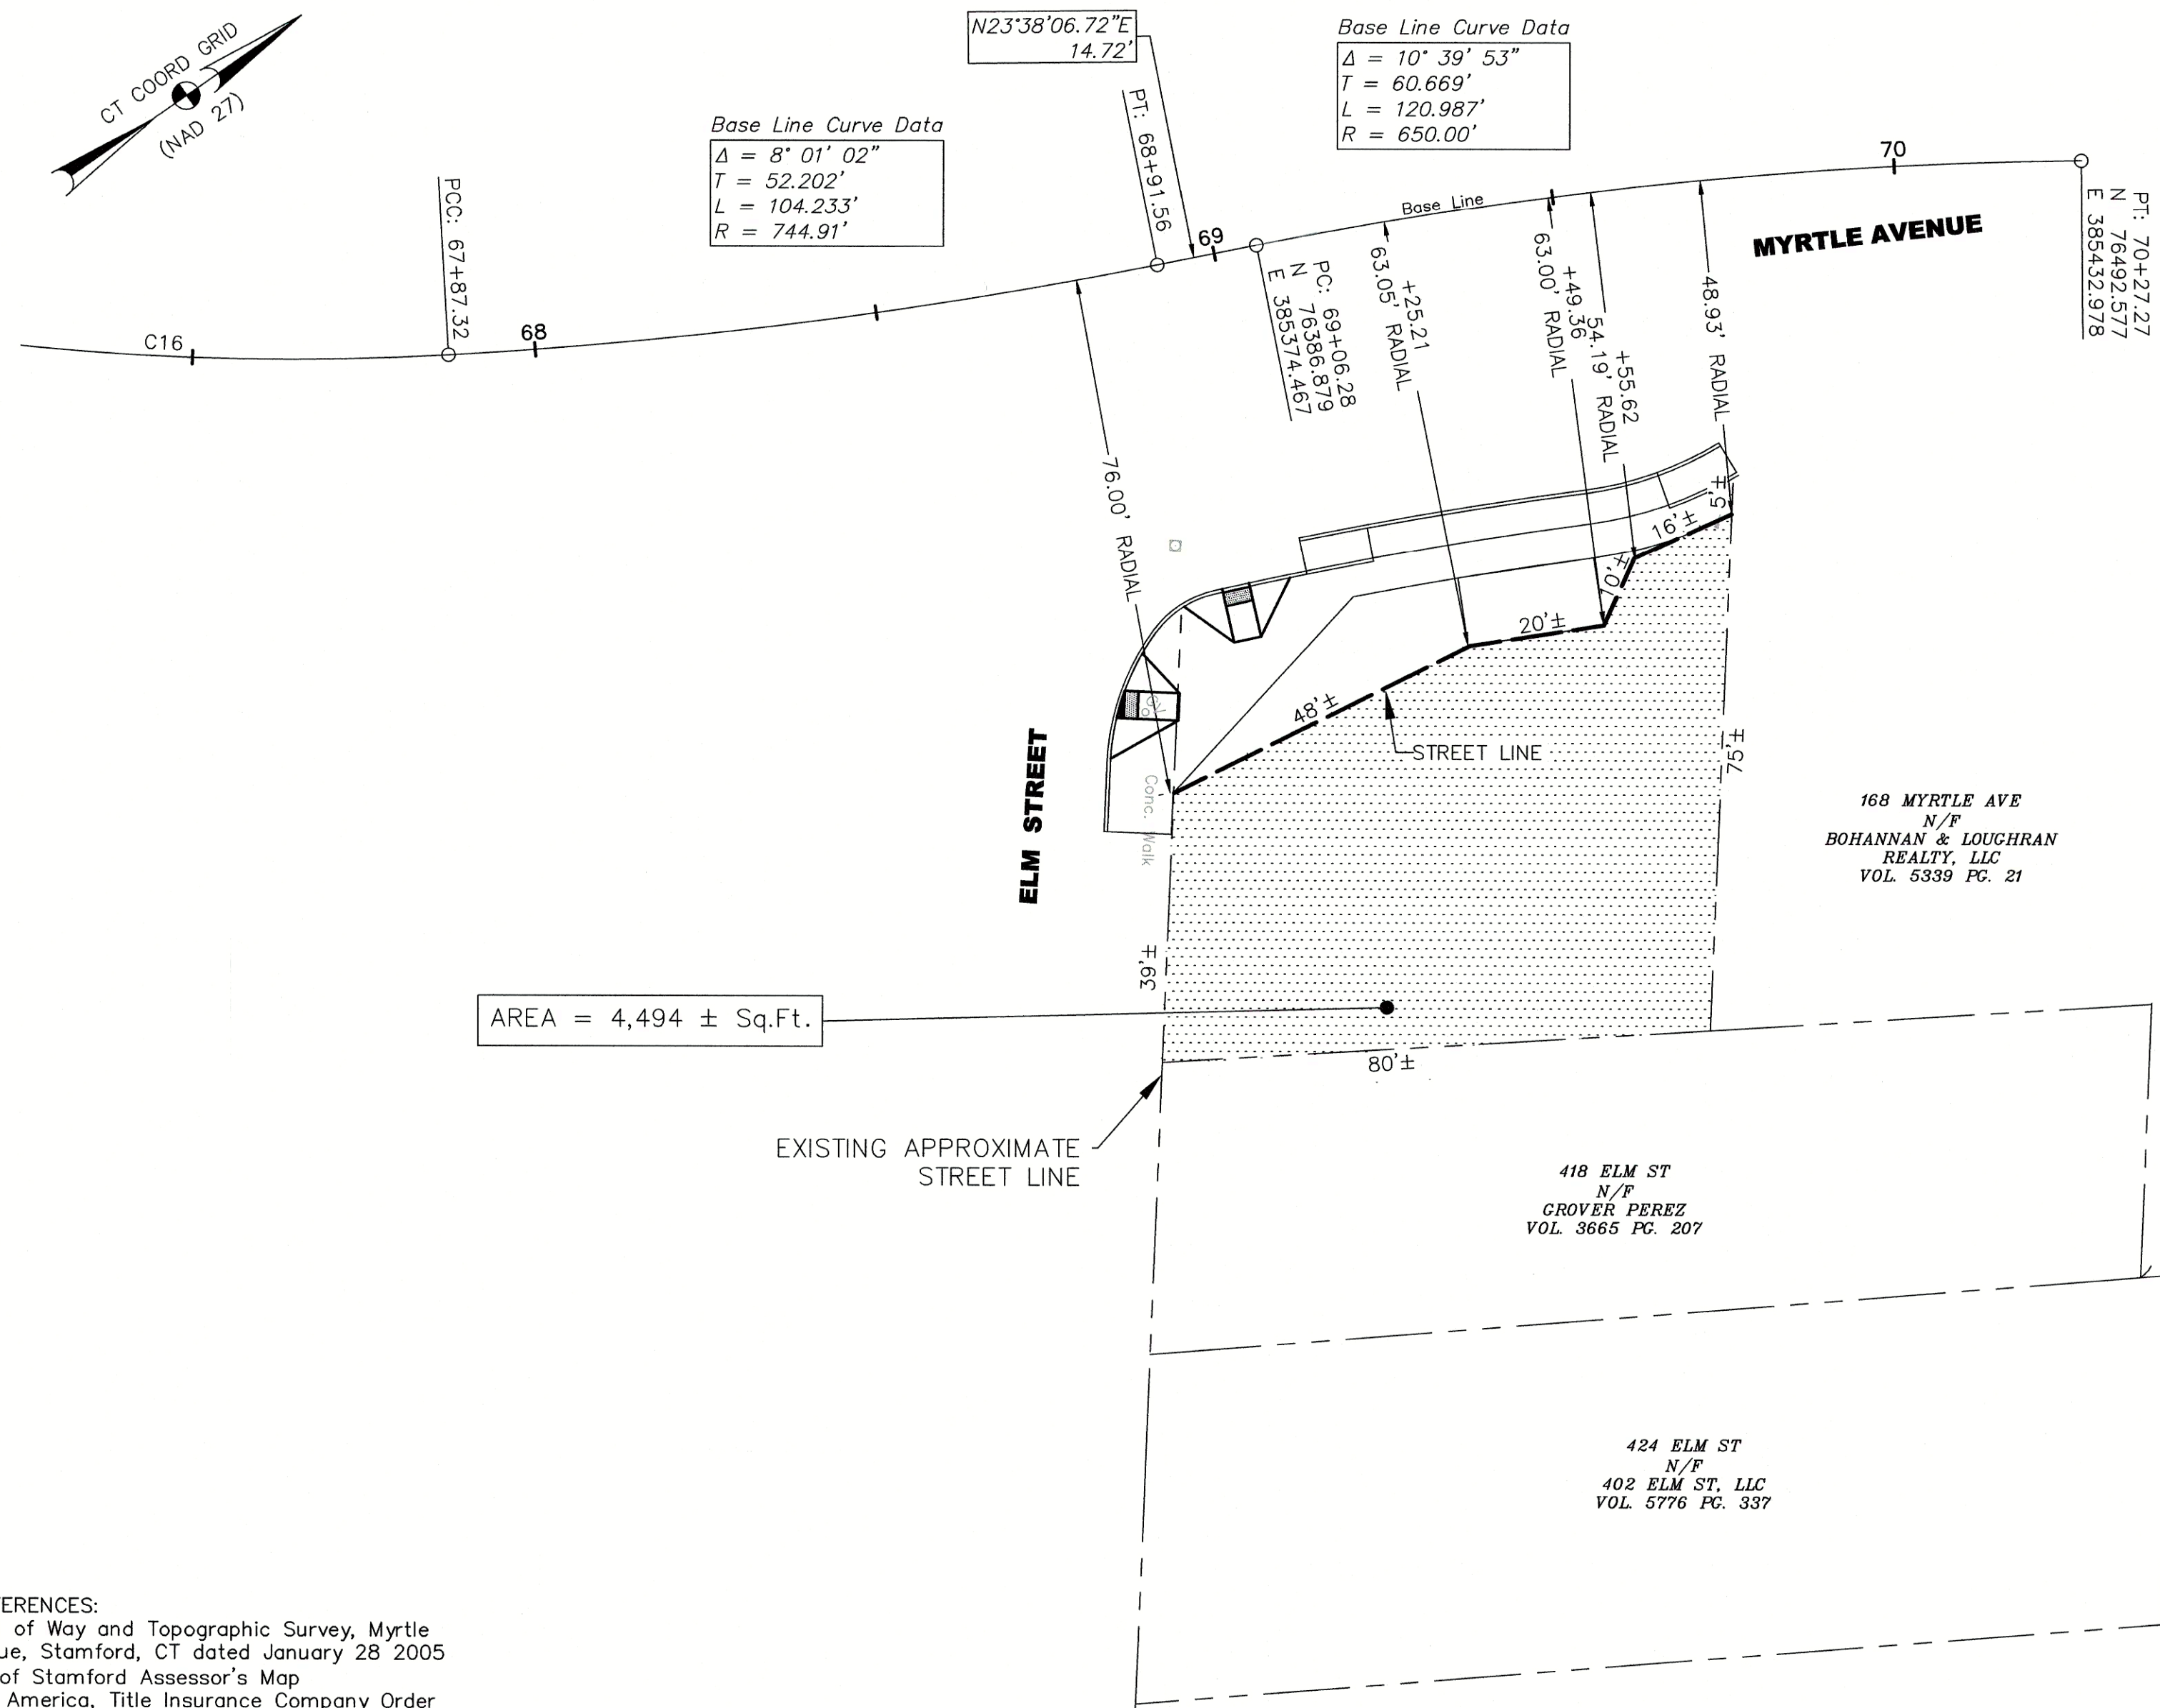 CT COORD GRID
(NAD 27)
N23°38'06.72"E
14.72'
Base Line Curve Data
Δ = 10° 39' 53"
T = 60.669'
L = 120.987'
R = 650.00'
Base Line Curve Data
Δ = 8° 01' 02"
T = 52.202'
L = 104.233'
R = 744.91'
PCC: 67+87.32
PT: 68+91.56
C16
68
69
70
Base Line
MYRTLE AVENUE
PT: 70+27.27
N 76492.577
E 385432.978
PC: 69+06.28
N 76386.879
E 385374.467
+25.21
63.05' RADIAL
+49.36
63.00' RADIAL
+55.62
54.19' RADIAL
48.93' RADIAL
76.00' RADIAL
5'±
16'±
10'±
20'±
48'±
STREET LINE
75'±
ELM STREET
GV
Conc. Walk
39'±
168 MYRTLE AVE
N/F
BOHANNAN & LOUGHRAN
REALTY, LLC
VOL. 5339 PG. 21
AREA = 4,494 ± Sq.Ft.
80'±
EXISTING APPROXIMATE
STREET LINE
418 ELM ST
N/F
GROVER PEREZ
VOL. 3665 PG. 207
424 ELM ST
N/F
402 ELM ST, LLC
VOL. 5776 PG. 337
ERENCES:
of Way and Topographic Survey, Myrtle
ue, Stamford, CT dated January 28 2005
of Stamford Assessor's Map
America, Title Insurance Company Order